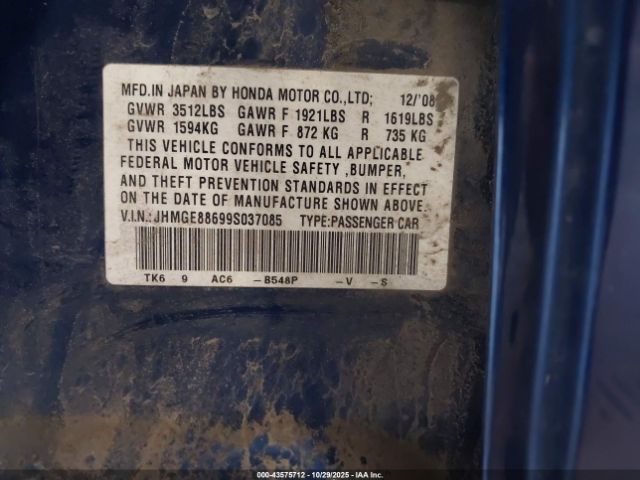 MFD.IN JAPAN BY HONDA MOTOR CO.,LTD; 12/'08
GVWR 3512LBS GAWR F 1921LBS R 1619LBS
GVWR 1594KG GAWR F 872 KG R 735 KG
THIS VEHICLE CONFORMS TO ALL APPLICABLE
FEDERAL MOTOR VEHICLE SAFETY ,BUMPER,
AND THEFT PREVENTION STANDARDS IN EFFECT
ON THE DATE OF MANUFACTURE SHOWN ABOVE.
V.I.N.:JHMGE88699S037085 TYPE:PASSENGER CAR
TK6 9 AC6 -B548P -V -S
000-43575712 | 10/29/2025 | IAA Inc.